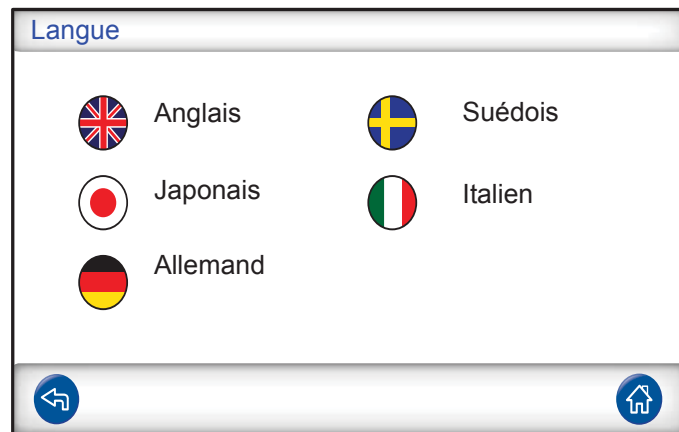 Langue
Anglais
Suédois
Japonais
Italien
Allemand